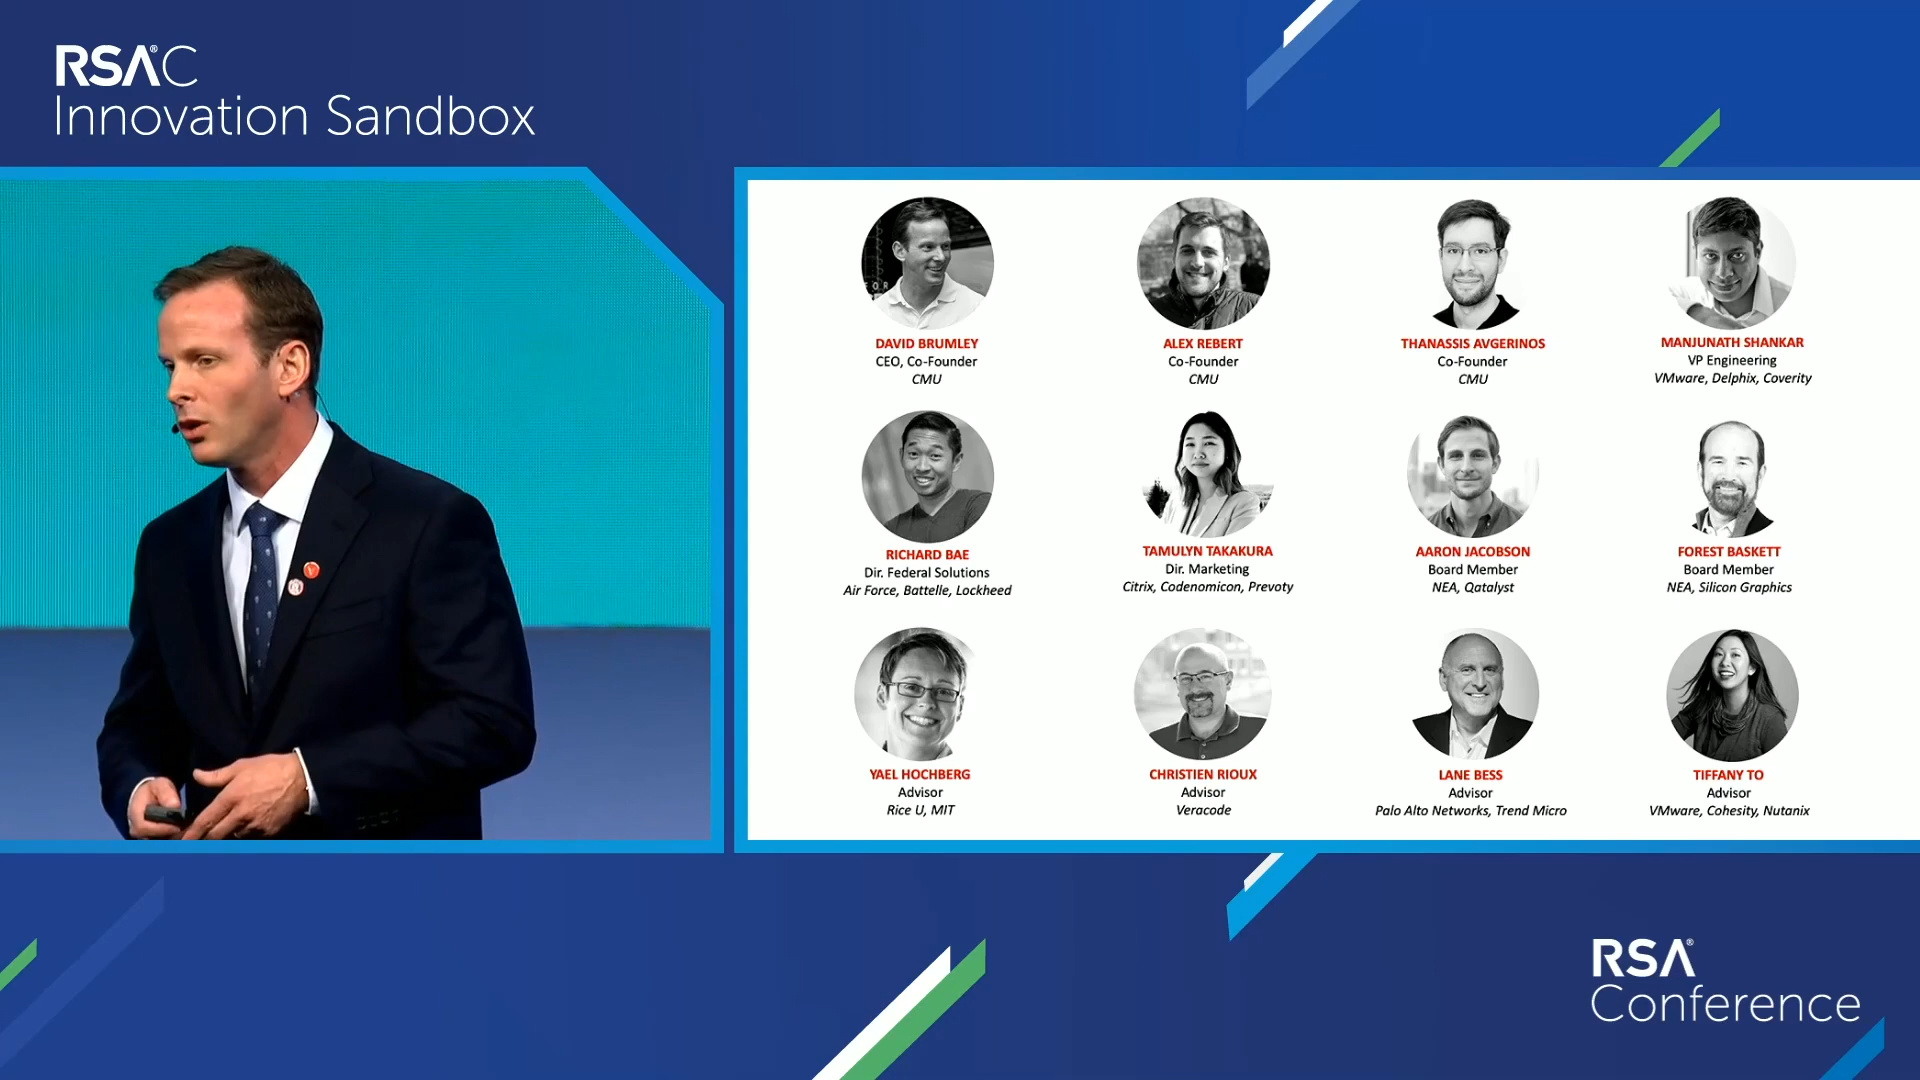 RSA®C
Innovation Sandbox
DAVID BRUMLEY
CEO, Co-Founder
CMU
ALEX REBERT
Co-Founder
CMU
THANASSIS AVGERINOS
Co-Founder
CMU
MANJUNATH SHANKAR
VP Engineering
VMware, Delphix, Coverity
RICHARD BAE
Dir. Federal Solutions
Air Force, Battelle, Lockheed
TAMULYN TAKAKURA
Dir. Marketing
Citrix, Codenomicon, Prevoty
AARON JACOBSON
Board Member
NEA, Qatalyst
FOREST BASKETT
Board Member
NEA, Silicon Graphics
YAEL HOCHBERG
Advisor
Rice U, MIT
CHRISTIEN RIOUX
Advisor
Veracode
LANE BESS
Advisor
Palo Alto Networks, Trend Micro
TIFFANY TO
Advisor
VMware, Cohesity, Nutanix
RSA®
Conference